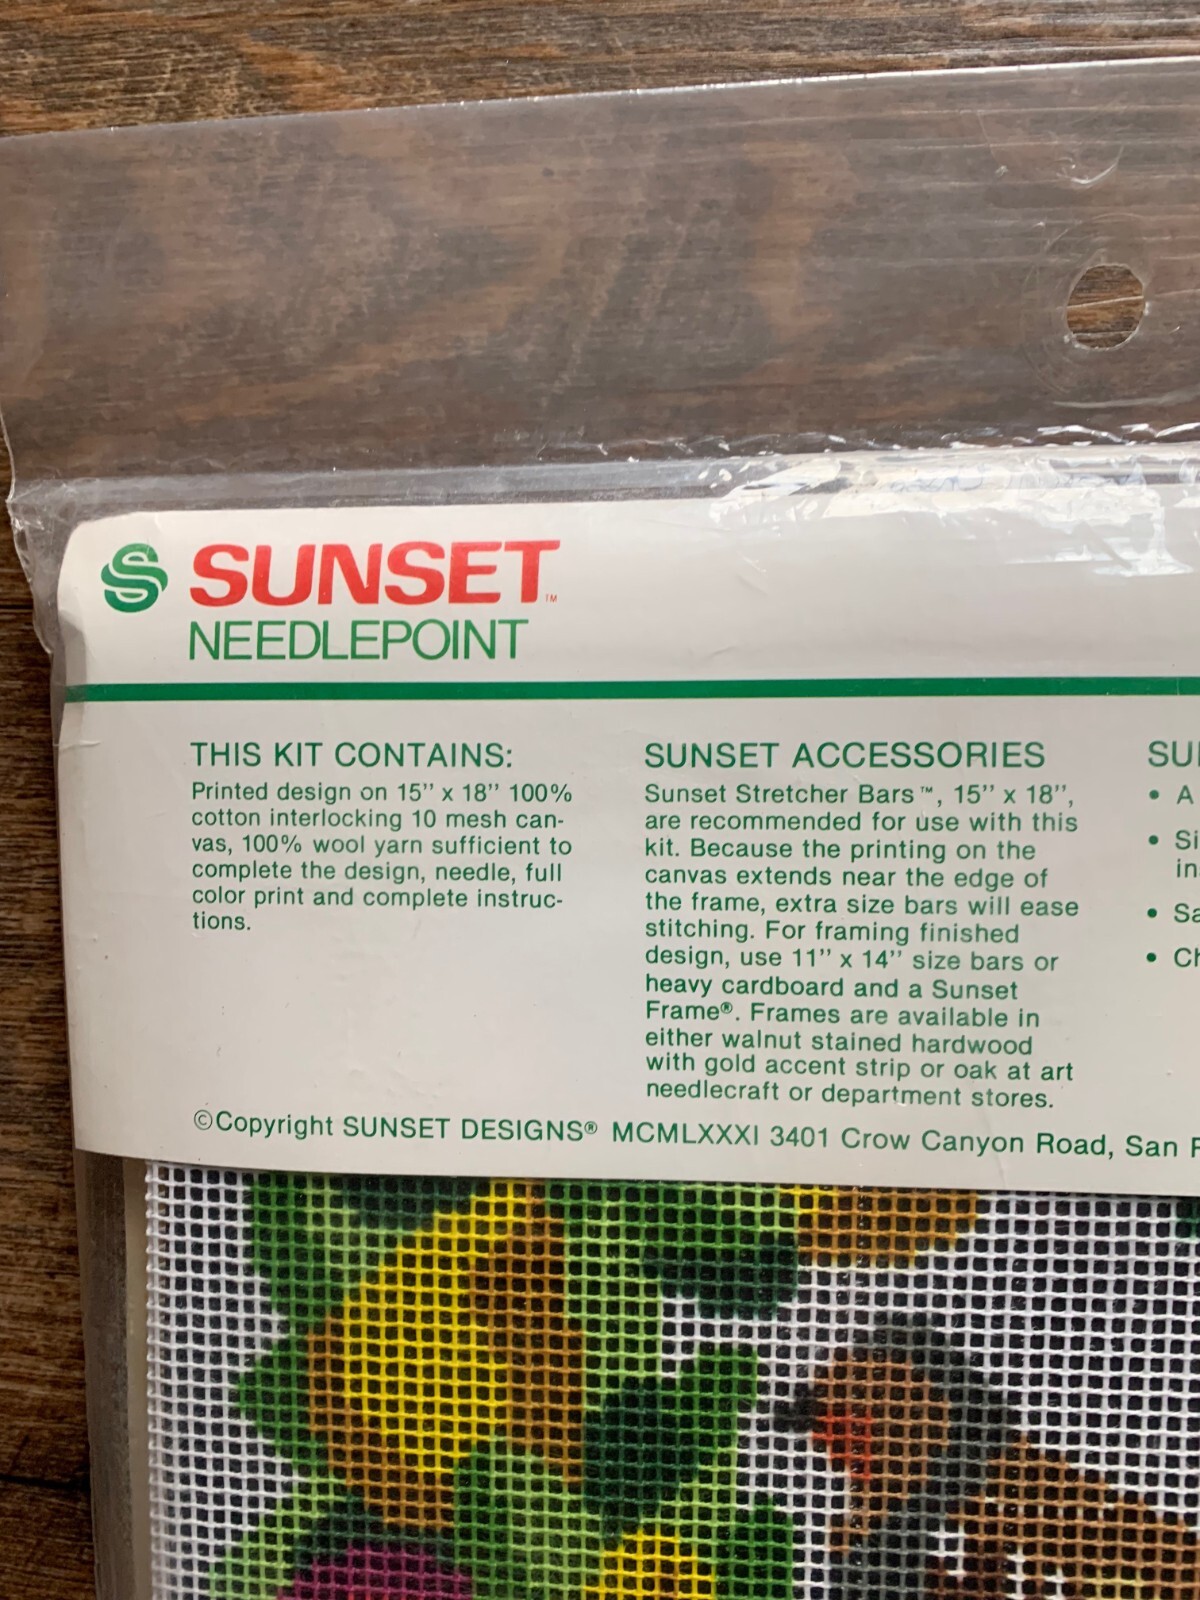 SUNSET™
NEEDLEPOINT
THIS KIT CONTAINS:
Printed design on 15" x 18" 100%
cotton interlocking 10 mesh can-
vas, 100% wool yarn sufficient to
complete the design, needle, full
color print and complete instruc-
tions.
SUNSET ACCESSORIES
Sunset Stretcher Bars™, 15" x 18",
are recommended for use with this
kit. Because the printing on the
canvas extends near the edge of
the frame, extra size bars will ease
stitching. For framing finished
design, use 11" x 14" size bars or
heavy cardboard and a Sunset
Frame®. Frames are available in
either walnut stained hardwood
with gold accent strip or oak at art
needlecraft or department stores.
• A
©Copyright SUNSET DESIGNS® MCMLXXXI 3401 Crow Canyon Road, San